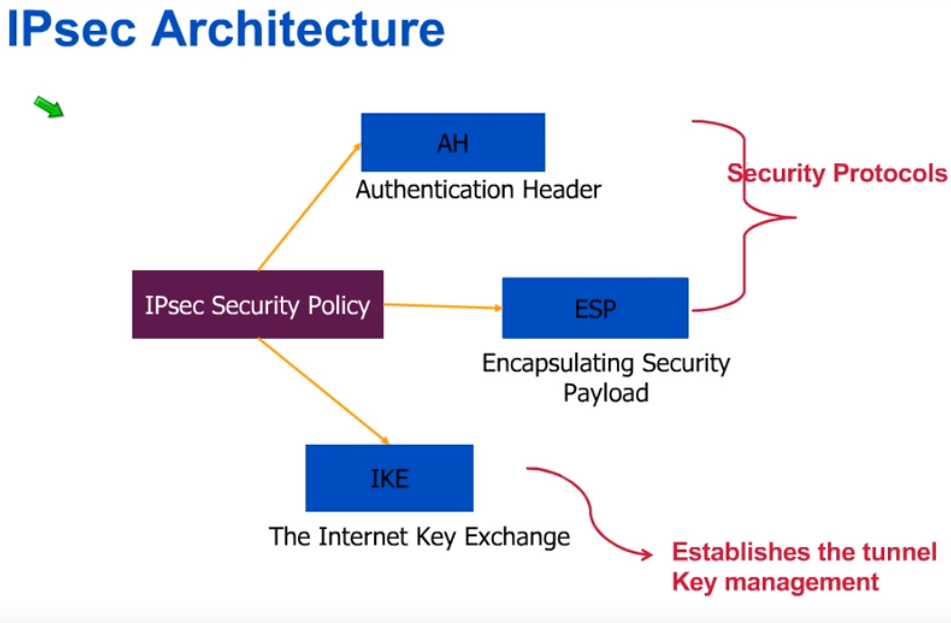 IPsec Architecture
AH
Authentication Header
Security Protocols
IPsec Security Policy
ESP
Encapsulating Security
Payload
IKE
The Internet Key Exchange
Establishes the tunnel
Key management